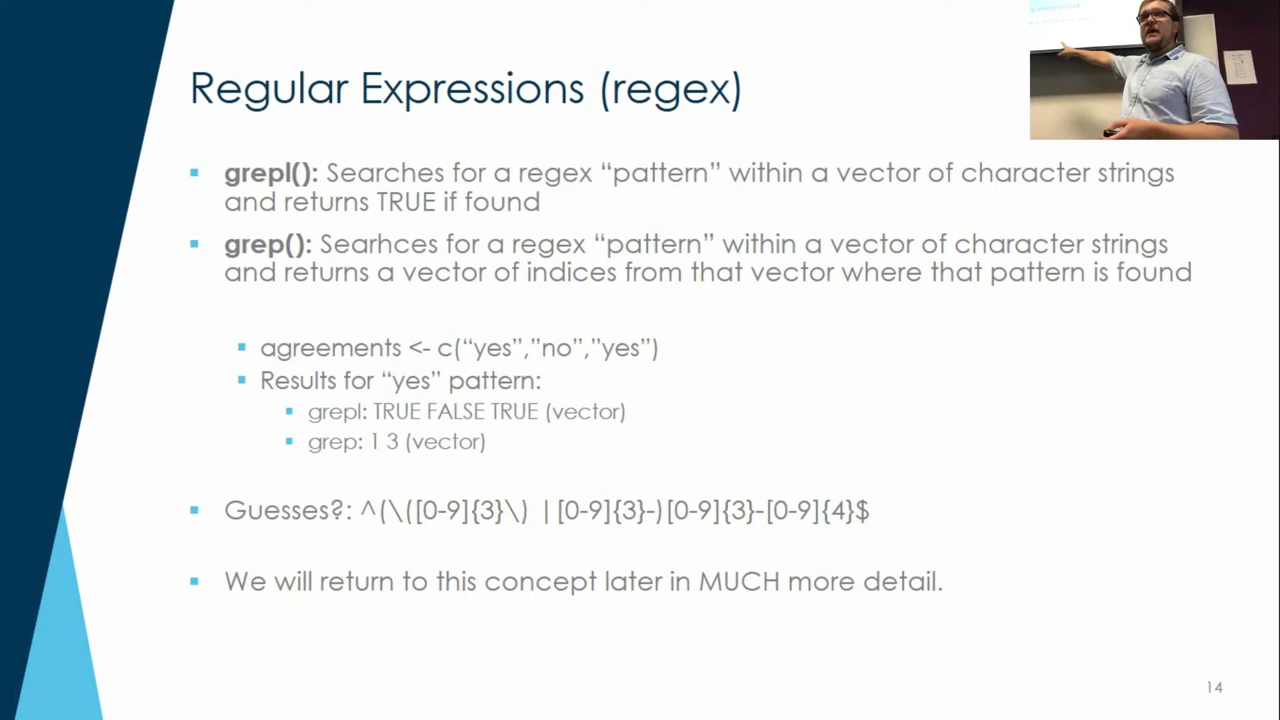 Regular Expressions (regex)
grepl(): Searches for a regex “pattern” within a vector of character strings
and returns TRUE if found
grep(): Searhces for a regex “pattern” within a vector of character strings
and returns a vector of indices from that vector where that pattern is found
agreements <- c(“yes”,”no”,”yes”)
Results for “yes” pattern:
grepl: TRUE FALSE TRUE (vector)
grep: 1 3 (vector)
Guesses?: ^(\([0-9]{3}\) |[0-9]{3}-)[0-9]{3}-[0-9]{4}$
We will return to this concept later in MUCH more detail.
14